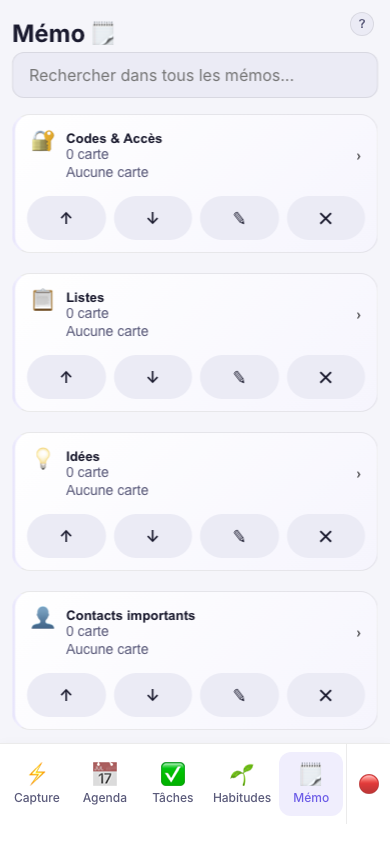 Mémo
?
Rechercher dans tous les mémos...
Codes & Accès
0 carte
Aucune carte
›
↑ ↓ ✎ ✕
Listes
0 carte
Aucune carte
›
↑ ↓ ✎ ✕
Idées
0 carte
Aucune carte
›
↑ ↓ ✎ ✕
Contacts importants
0 carte
Aucune carte
›
↑ ↓ ✎ ✕
17
Capture Agenda Tâches Habitudes Mémo